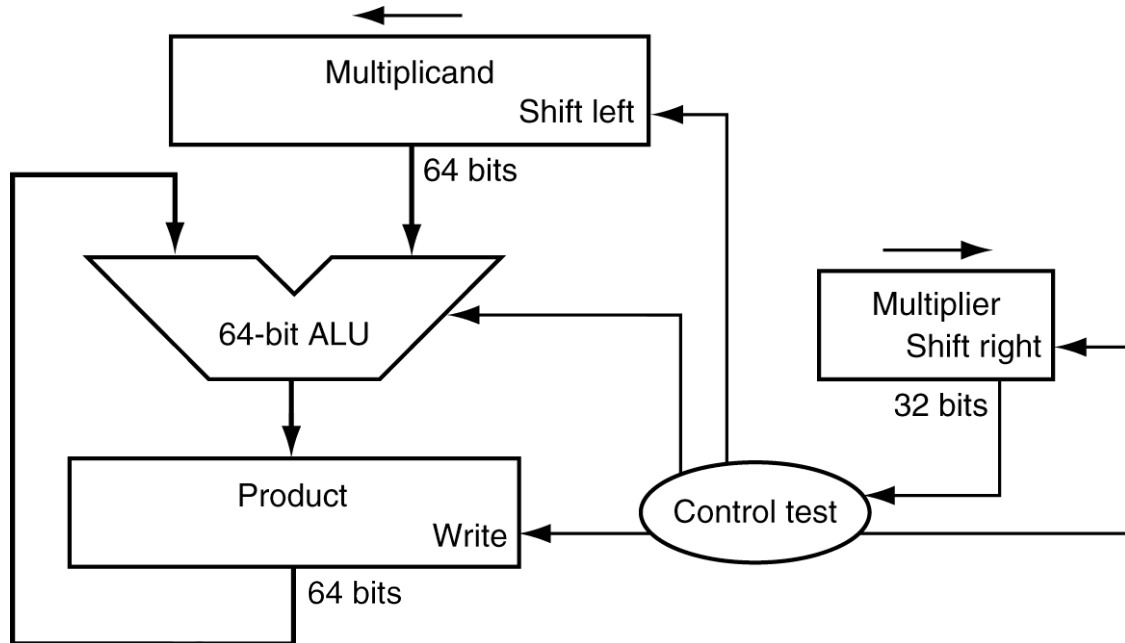 Multiplicand
Shift left
64 bits
64-bit ALU
Multiplier
Shift right
32 bits
Product
Write
Control test
64 bits